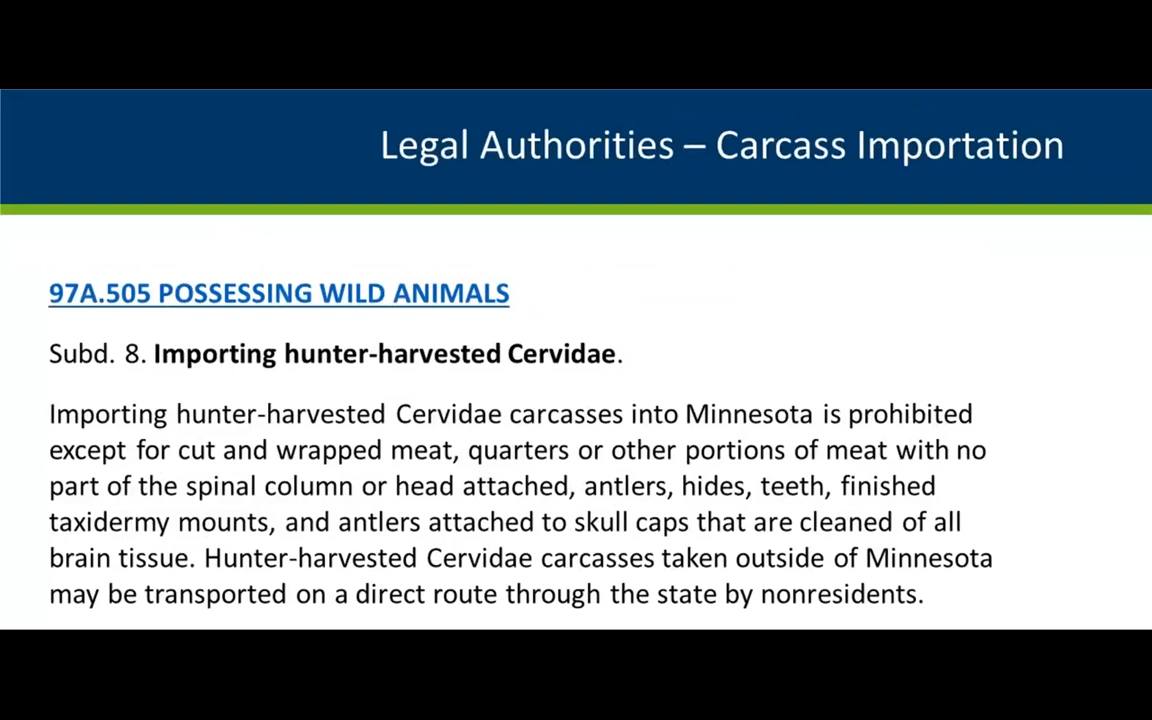 Legal Authorities – Carcass Importation
97A.505 POSSESSING WILD ANIMALS
Subd. 8. Importing hunter-harvested Cervidae.
Importing hunter-harvested Cervidae carcasses into Minnesota is prohibited
except for cut and wrapped meat, quarters or other portions of meat with no
part of the spinal column or head attached, antlers, hides, teeth, finished
taxidermy mounts, and antlers attached to skull caps that are cleaned of all
brain tissue. Hunter-harvested Cervidae carcasses taken outside of Minnesota
may be transported on a direct route through the state by nonresidents.